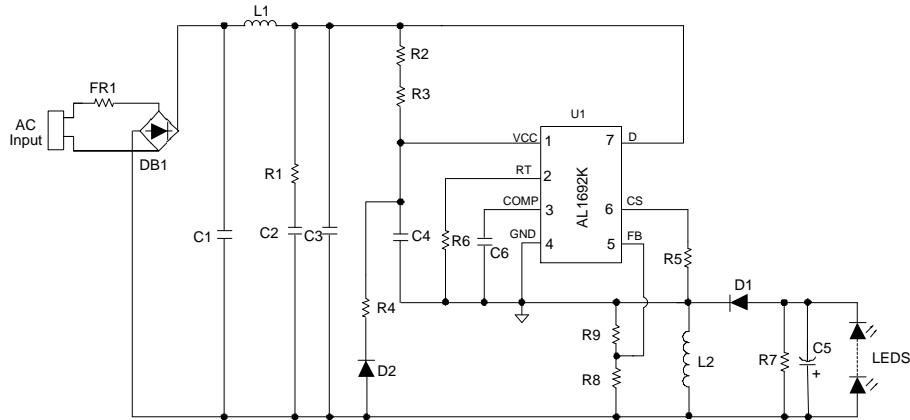 L1
R2
FR1
R3
U1
AC
Input
VCC
1
7
D
DB1
RT
2
AL1692K
R1
COMP
3
6
CS
C1
C2
C3
C4
R6
C6
GND
4
5
FB
R5
D1
R4
R9
L2
R7
C5
+
LEDS
D2
R8